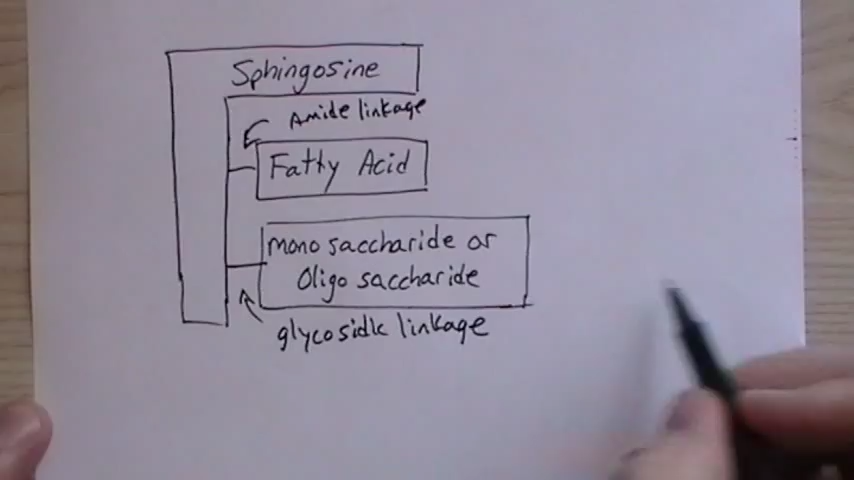 Sphingosine
Amide linkage
Fatty Acid
mono saccharide or
Oligo saccharide
glycosidic linkage